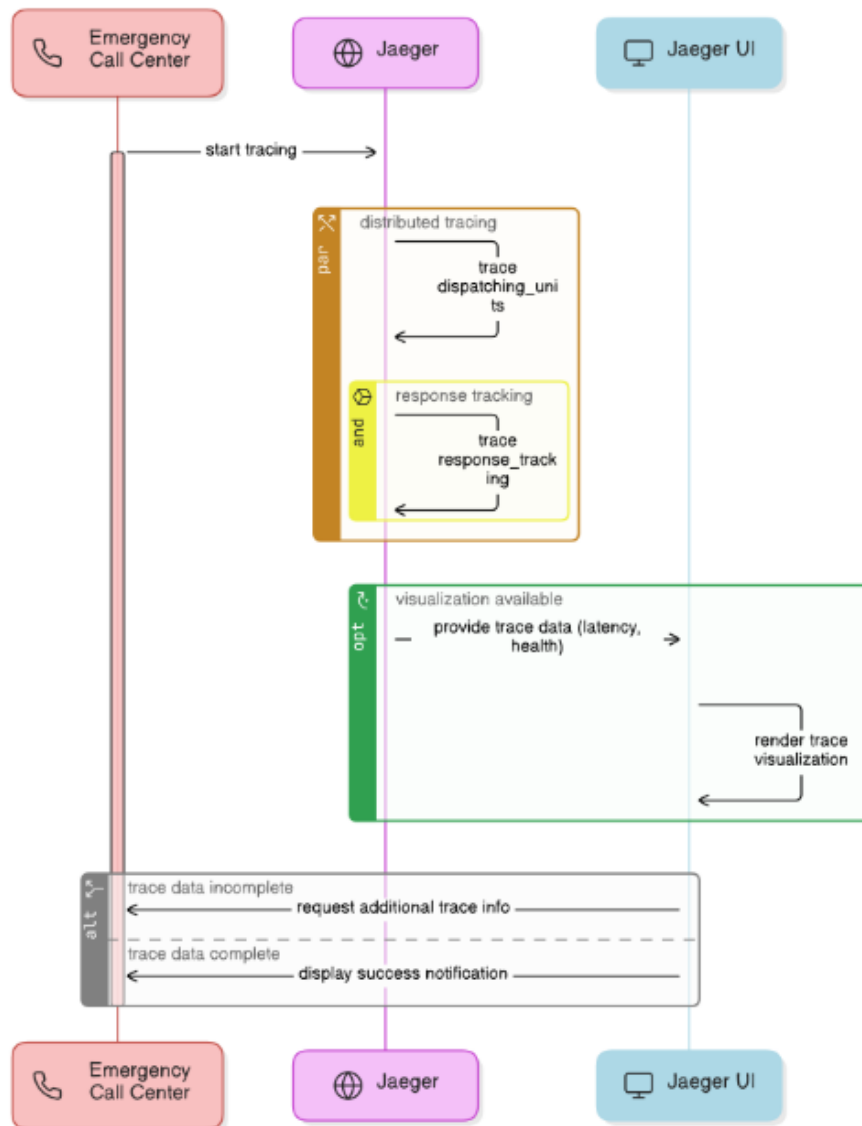 Emergency
Call Center
Jaeger
Jaeger UI
start tracing
par
distributed tracing
trace
dispatching_uni
ts
and
response tracking
trace
response_track
ing
opt
visualization available
provide trace data (latency,
health)
render trace
visualization
alt
trace data incomplete
request additional trace info
trace data complete
display success notification
Emergency
Call Center
Jaeger
Jaeger UI